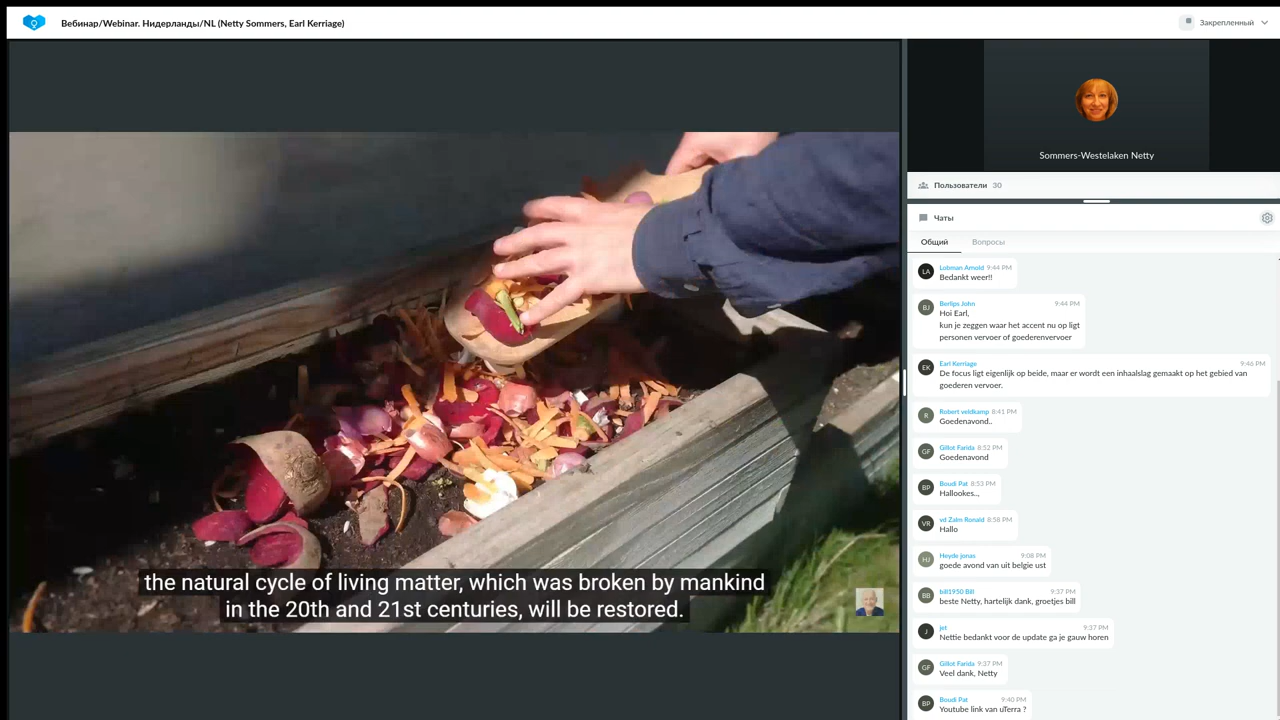 Вебинар/Webinar. Нидерланды/NL (Netty Sommers, Earl Kerriage)
Закрепленный
Sommers-Westelaken Netty
Пользователи 30
Чаты
Общий Вопросы
the natural cycle of living matter, which was broken by mankind
in the 20th and 21st centuries, will be restored.
LA
Lobman Arnold 9:44 PM
Bedankt weer!!
BJ
Berlips John 9:44 PM
Hoi Earl,
kun je zeggen waar het accent nu op ligt
personen vervoer of goederenvervoer
EK
Earl Kerriage 9:46 PM
De focus ligt eigenlijk op beide, maar er wordt een inhaalslag gemaakt op het gebied van
goederen vervoer.
R
Robert veldkamp 8:41 PM
Goedenavond..
GF
Gillot Farida 8:52 PM
Goedenavond
BP
Boudi Pat 8:53 PM
Hallookes..,
VR
vd Zalm Ronald 8:58 PM
Hallo
HJ
Heyde jonas 9:08 PM
goede avond van uit belgie ust
BB
bill1950 Bill 9:37 PM
beste Netty, hartelijk dank, groetjes bill
J
jet 9:37 PM
Nettie bedankt voor de update ga je gauw horen
GF
Gillot Farida 9:37 PM
Veel dank, Netty
BP
Boudi Pat 9:40 PM
Youtube link van uTerra ?